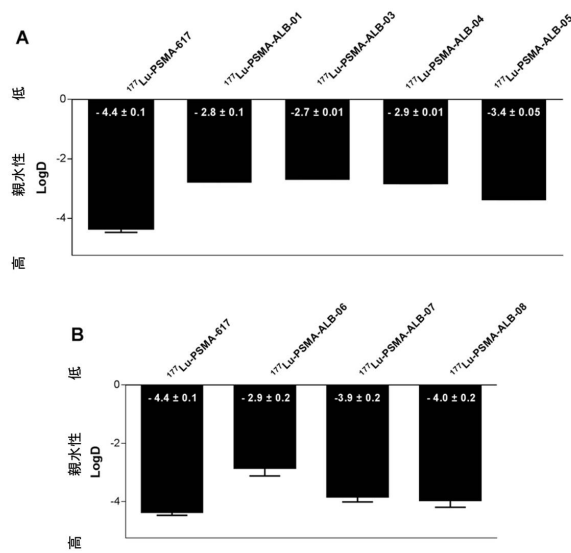 A
¹⁷⁷Lu-PSMA-617
¹⁷⁷Lu-PSMA-ALB-01
¹⁷⁷Lu-PSMA-ALB-03
¹⁷⁷Lu-PSMA-ALB-04
¹⁷⁷Lu-PSMA-ALB-05
低
親水性
高
LogD
0
-2
-4
- 4.4 ± 0.1
- 2.8 ± 0.1
-2.7 ± 0.01
- 2.9 ± 0.01
-3.4 ± 0.05
B
¹⁷⁷Lu-PSMA-617
¹⁷⁷Lu-PSMA-ALB-06
¹⁷⁷Lu-PSMA-ALB-07
¹⁷⁷Lu-PSMA-ALB-08
低
親水性
高
LogD
0
-2
-4
- 4.4 ± 0.1
- 2.9 ± 0.2
-3.9 ± 0.2
- 4.0 ± 0.2